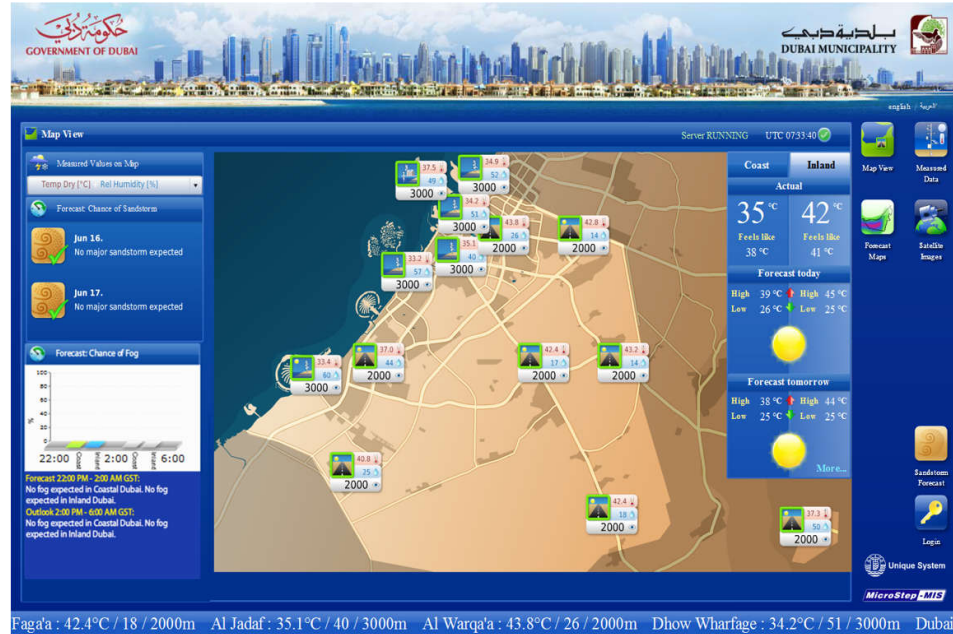 حكومة دبي
GOVERNMENT OF DUBAI
بلدية دبي
DUBAI MUNICIPALITY
english / العربية
Map View
Server RUNNING UTC 07:33:40
Measured Values on Map
Temp Dry [°C] Rel Humidity [%]
Forecast: Chance of Sandstorm
Jun 16.
No major sandstorm expected
Jun 17.
No major sandstorm expected
Forecast: Chance of Fog
100
80
60
40
20
0
%
22:00 Coast Inland 2:00 Coast Inland 6:00
Forecast 22:00 PM - 2:00 AM GST:
No fog expected in Coastal Dubai. No fog
expected in Inland Dubai.
Outlook 2:00 PM - 6:00 AM GST:
No fog expected in Coastal Dubai. No fog
expected in Inland Dubai.
37.5
49
3000
34.9
52
3000
34.2
51
3000
43.8
26
2000
42.8
14
2000
35.1
40
3000
33.2
57
3000
37.0
44
2000
33.4
60
3000
42.4
17
2000
43.2
14
2000
40.8
25
2000
42.4
18
2000
37.3
50
2000
Coast Inland
Actual
35 °C 42 °C
Feels like Feels like
38 °C 41 °C
Forecast today
High 39 °C High 45 °C
Low 26 °C Low 25 °C
Forecast tomorrow
High 38 °C High 44 °C
Low 25 °C Low 25 °C
More...
Map View
Measured
Data
Forecast
Maps
Satellite
Images
Sandstorm
Forecast
Login
Unique System
MicroStep-MIS
Faga'a : 42.4°C / 18 / 2000m Al Jadaf : 35.1°C / 40 / 3000m Al Warqa'a : 43.8°C / 26 / 2000m Dhow Wharfage : 34.2°C / 51 / 3000m Dubai